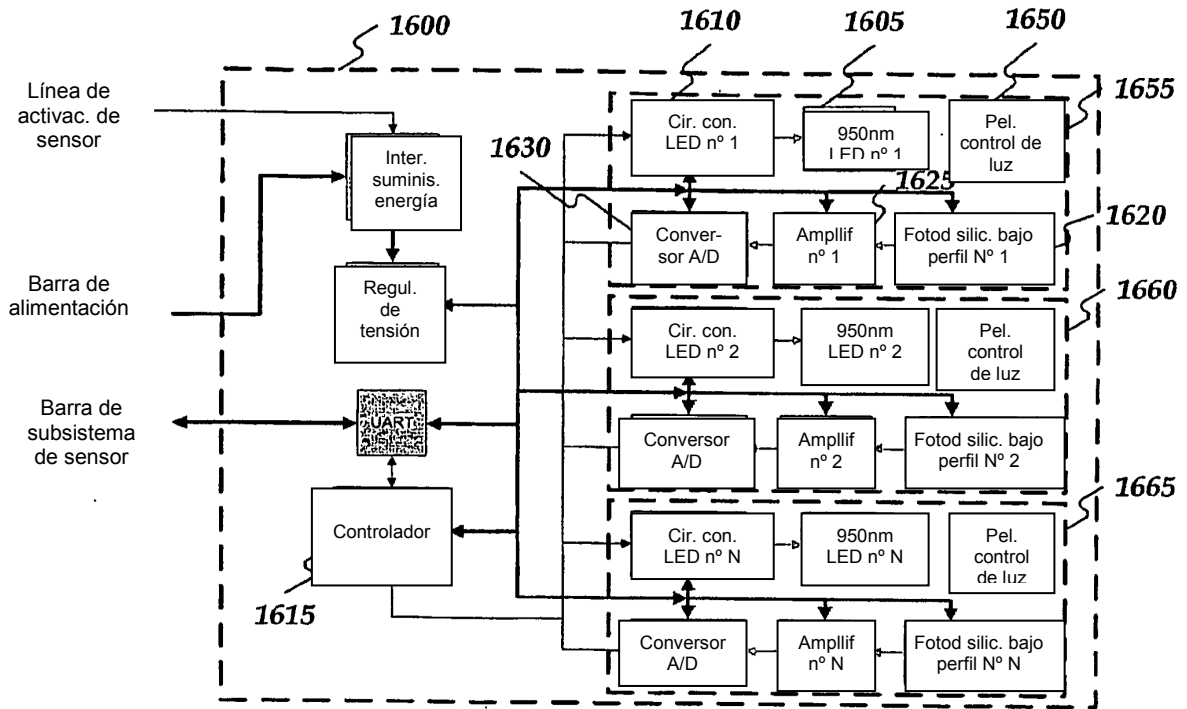 1600
1610
1605
1650
1655
Línea de
activac. de
sensor
Inter.
suminis.
energía
Cir. con.
LED nº 1
950nm
LED nº 1
Pel.
control de
luz
1630
1625
1620
Conver-
sor A/D
Ampllif
nº 1
Fotod silic. bajo
perfil Nº 1
Barra de
alimentación
Regul.
de
tensión
1660
Cir. con.
LED nº 2
950nm
LED nº 2
Pel.
control
de luz
Barra de
subsistema
de sensor
UART
Conversor
A/D
Ampllif
nº 2
Fotod silic. bajo
perfil Nº 2
1665
Controlador
1615
Cir. con.
LED nº N
950nm
LED nº N
Pel.
control
de luz
Conversor
A/D
Ampllif
nº N
Fotod silic. bajo
perfil Nº N